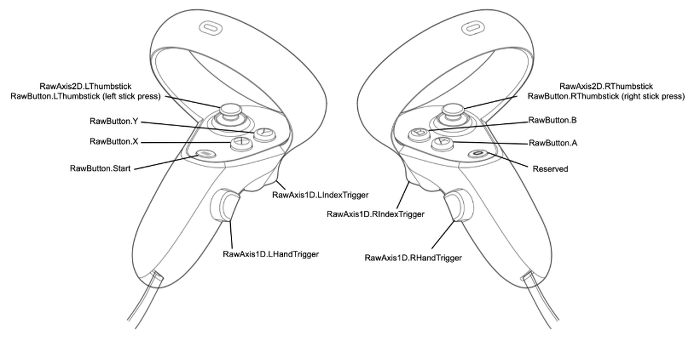 RawAxis2D.LThumbstick
RawButton.LThumbstick (left stick press)
RawButton.Y
RawButton.X
RawButton.Start
RawAxis1D.LIndexTrigger
RawAxis1D.LHandTrigger
RawAxis2D.RThumbstick
RawButton.RThumbstick (right stick press)
RawButton.B
RawButton.A
Reserved
RawAxis1D.RIndexTrigger
RawAxis1D.RHandTrigger